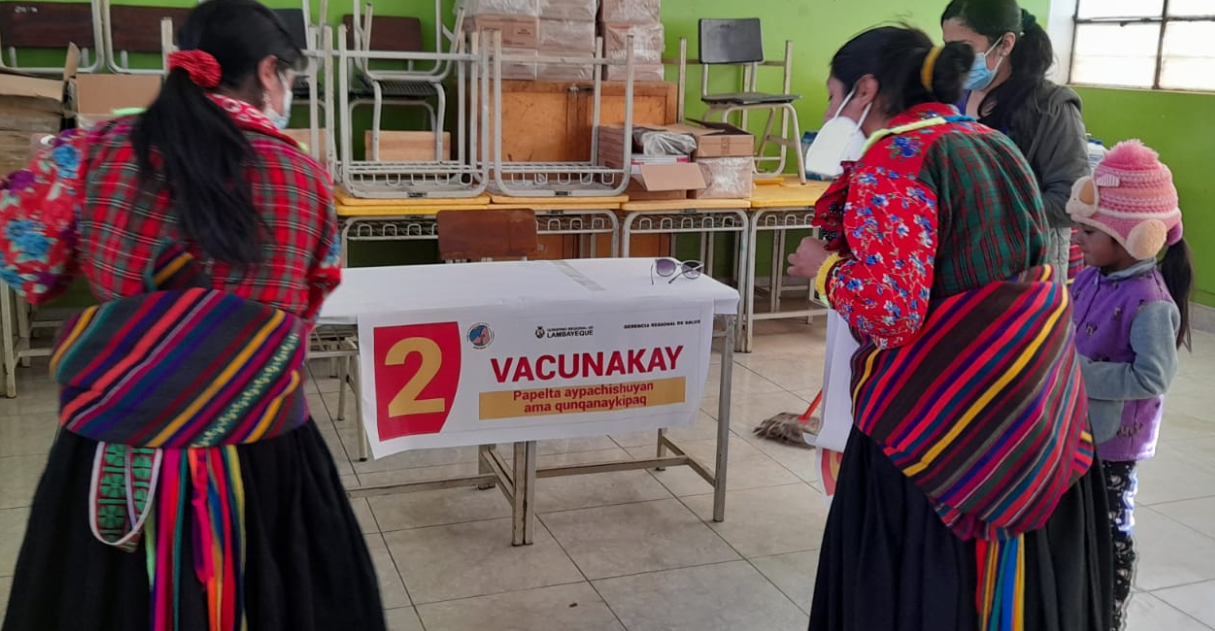 2
GOBIERNO REGIONAL DE
LAMBAYEQUE
GERENCIA REGIONAL DE SALUD
VACUNAKAY
Papelta aypachishuyan
ama qunqanaykipaq